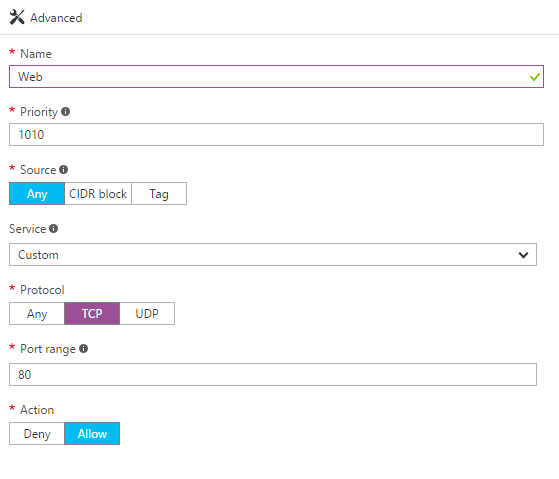 Advanced
* Name
Web
* Priority
1010
* Source
Any CIDR block Tag
Service
Custom
* Protocol
Any TCP UDP
* Port range
80
* Action
Deny Allow